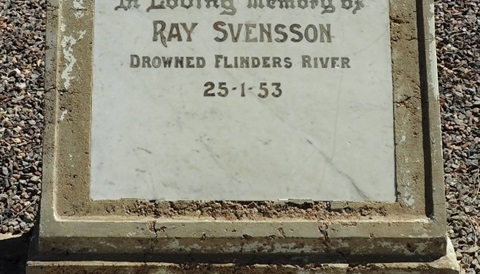 In Loving Memory of
RAY SVENSSON
DROWNED FLINDERS RIVER
25-1-53